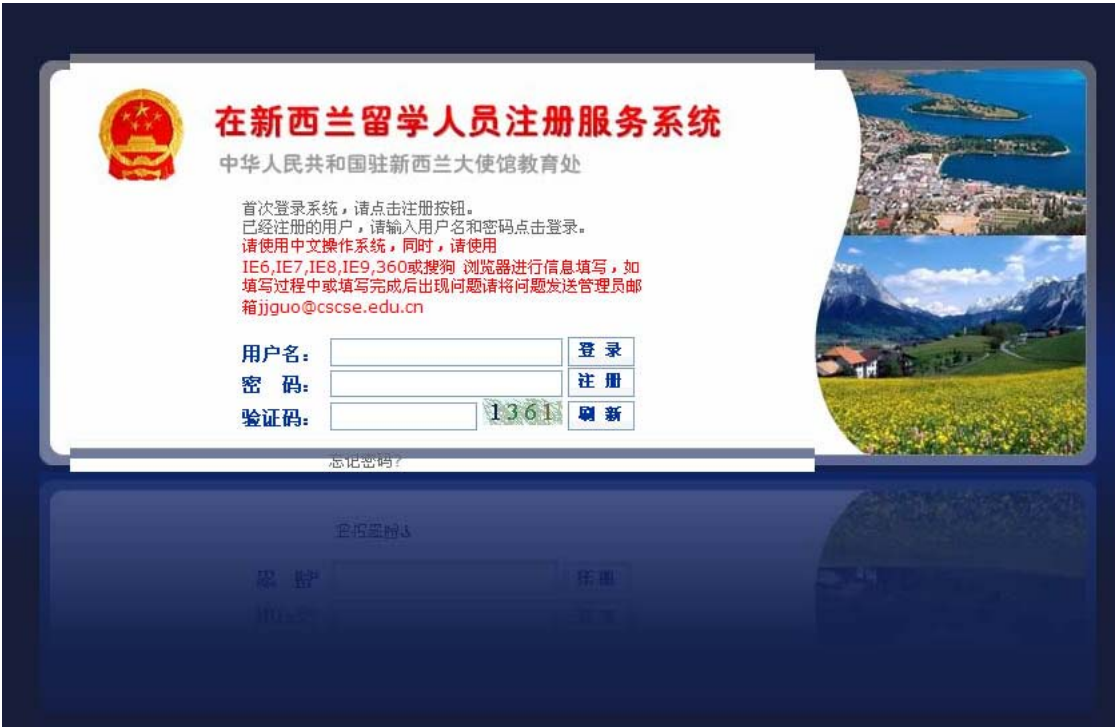 在新西兰留学人员注册服务系统
中华人民共和国驻新西兰大使馆教育处
首次登录系统，请点击注册按钮。
已经注册的用户，请输入用户名和密码点击登录。
请使用中文操作系统，同时，请使用
IE6,IE7,IE8,IE9,360或搜狗 浏览器进行信息填写，如
填写过程中或填写完成后出现问题请将问题发送管理员邮
箱jjguo@cscse.edu.cn
用户名： 登 录
密 码： 注 册
验证码： 1361 刷 新
忘记密码?